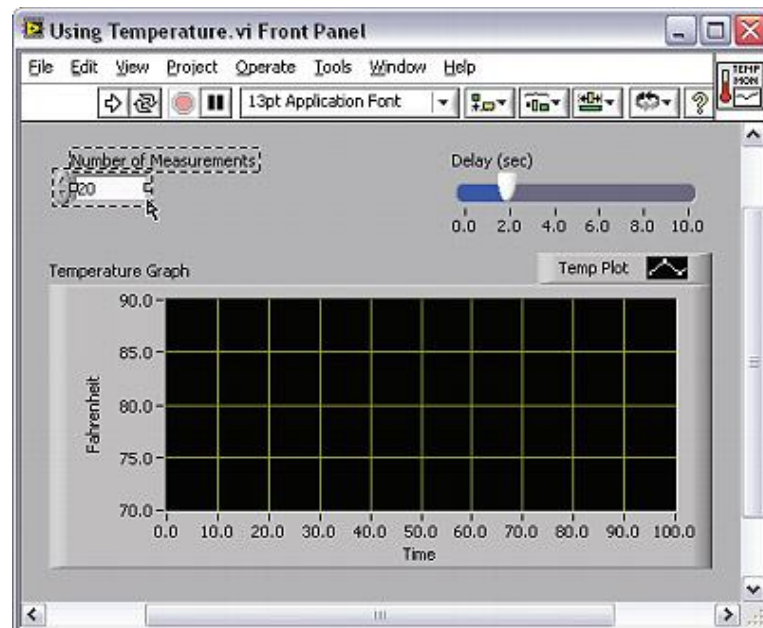 Using Temperature.vi Front Panel
File Edit View Project Operate Tools Window Help
TEMP
MON
13pt Application Font
?
Number of Measurements
20
Delay (sec)
0.0 2.0 4.0 6.0 8.0 10.0
Temperature Graph
Temp Plot
90.0
85.0
80.0
75.0
70.0
Fahrenheit
0.0 10.0 20.0 30.0 40.0 50.0 60.0 70.0 80.0 90.0 100.0
Time